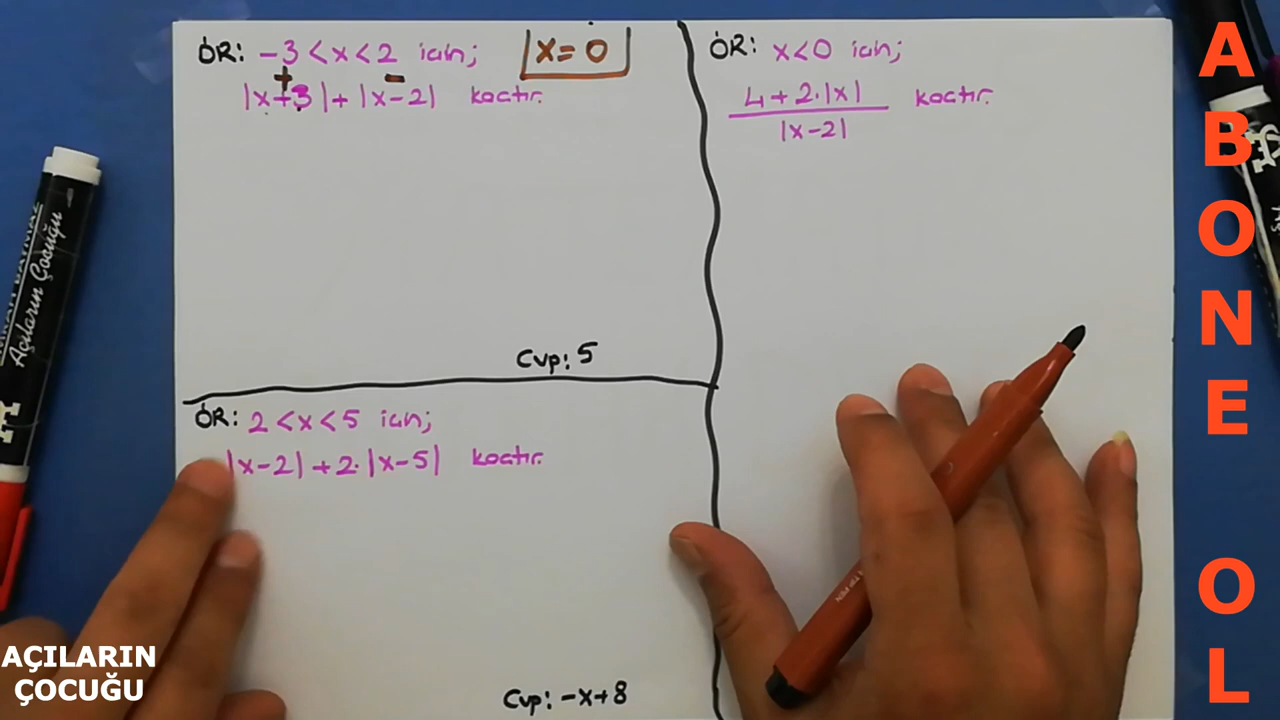 ÖR: -3 < x < 2 için;
x = 0
+ -
|x+3| + |x-2| kaçtır.
Cvp: 5
ÖR: 2 < x < 5 için;
|x-2| + 2.|x-5| kaçtır.
Cvp: -x+8
ÖR: x < 0 için;
4 + 2.|x|
|x-2|
kaçtır.
Açıların Çocuğu
AÇILARIN
ÇOCUĞU
ABONE
OL